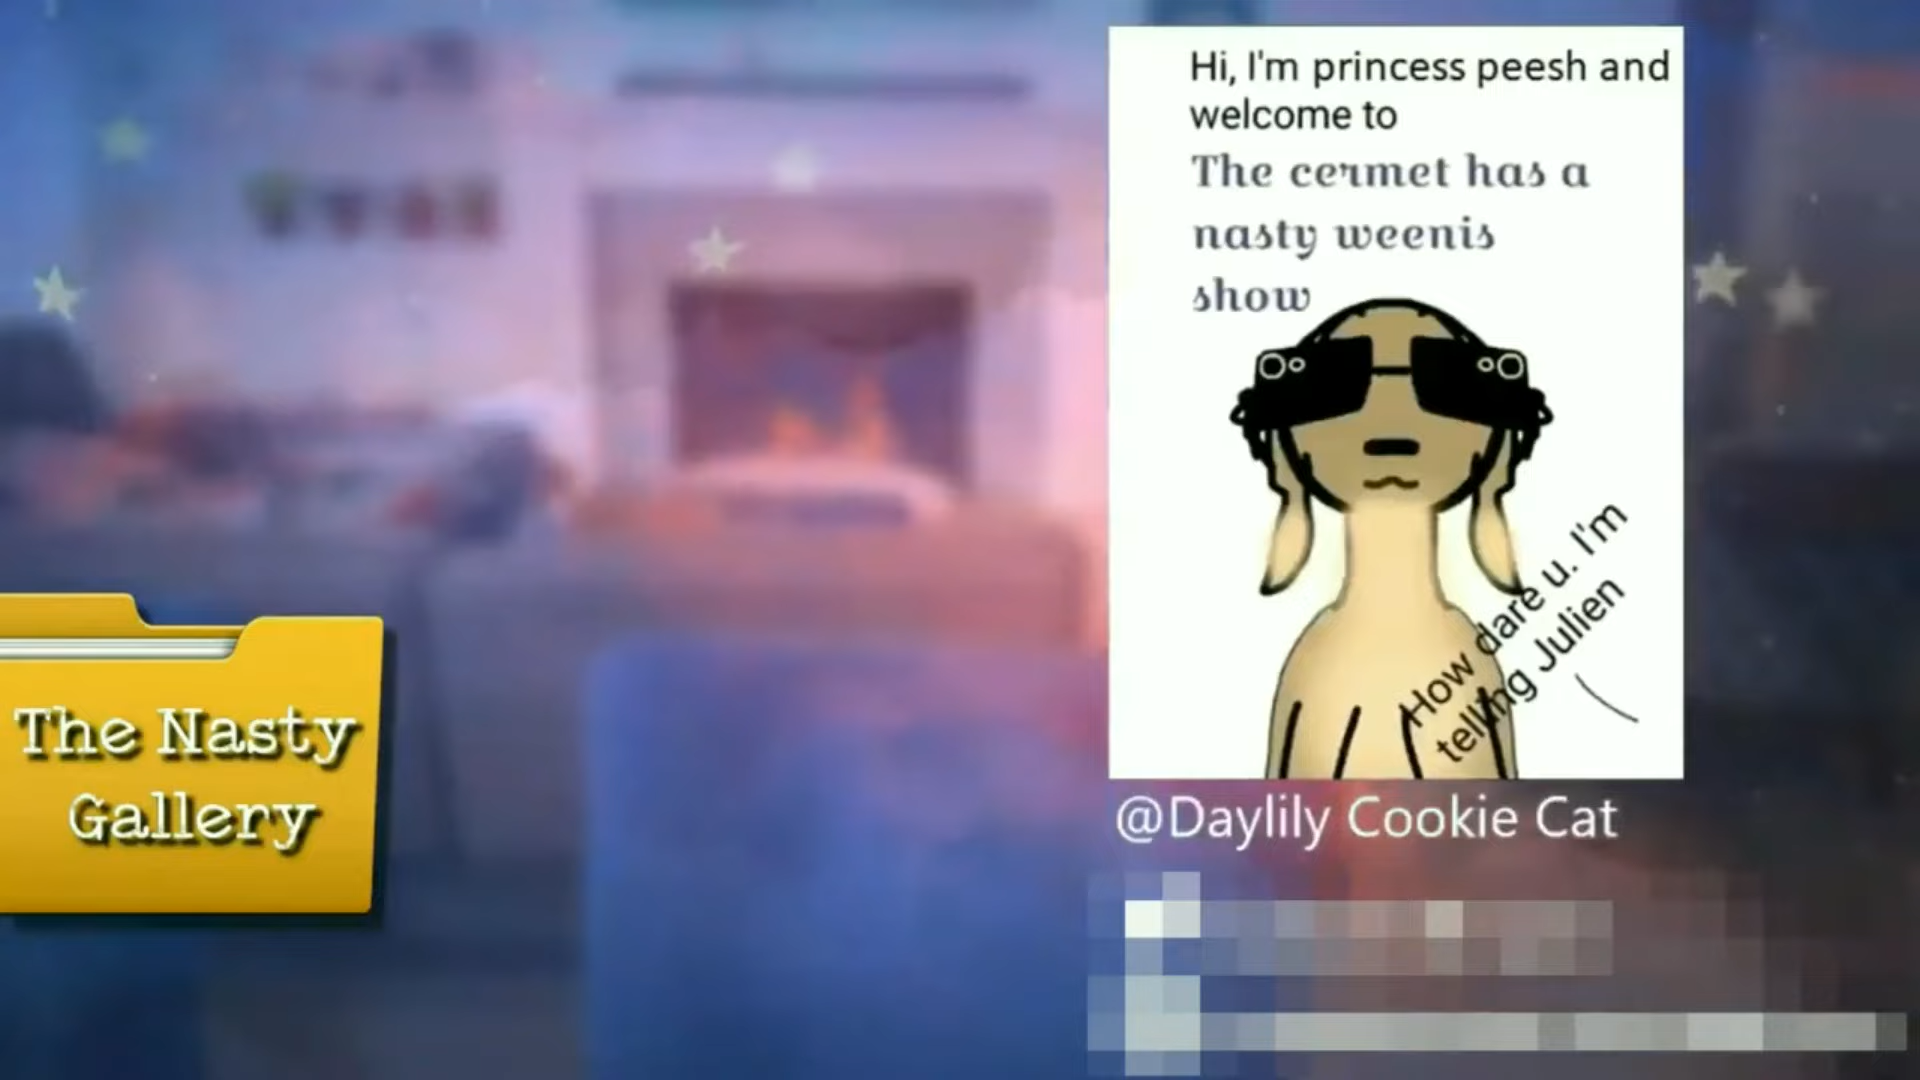 Hi, I'm princess peesh and
welcome to
The cermet has a
nasty weenis
show
How dare u. I'm
telling Julien
@Daylily Cookie Cat
The Nasty
Gallery